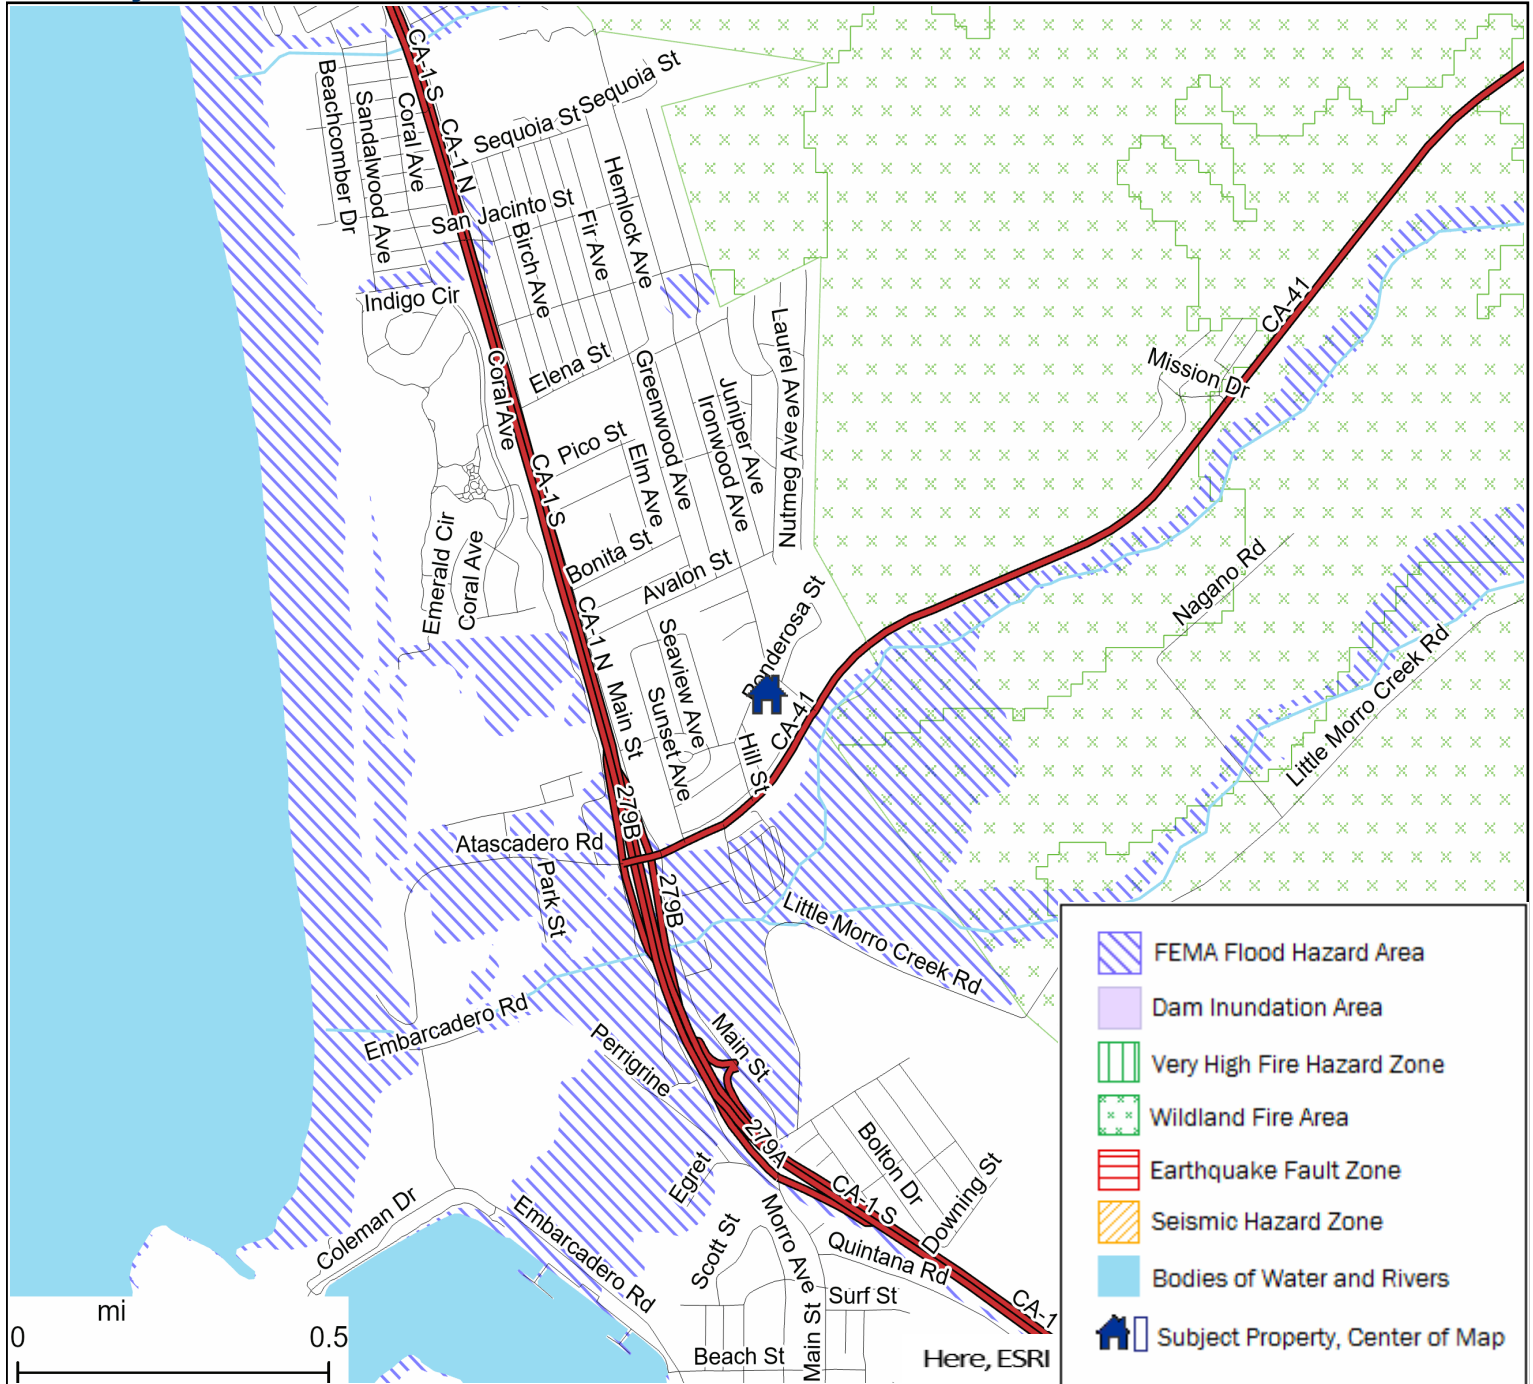 CA-1 S
CA-1 N
Beachcomber Dr
Sandalwood Ave
Coral Ave
Sequoia St
Sequoia St
San Jacinto St
Birch Ave
Fir Ave
Hemlock Ave
Indigo Cir
Coral Ave
Elena St
Greenwood Ave
Juniper Ave
Ironwood Ave
Laurel Ave
Nutmeg Ave
CA-41
Mission Dr
Pico St
Elm Ave
CA-1 S
Bonita St
Avalon St
Emerald Cir
Coral Ave
CA-1 N
Nagano Rd
Ponderosa St
Seaview Ave
Sunset Ave
Main St
Hill St
CA-41
Little Morro Creek Rd
279B
Atascadero Rd
Park St
279B
Little Morro Creek Rd
Embarcadero Rd
Perrigrine
Main St
279A
Bolton Dr
Downing St
CA-1 S
Egret
Coleman Dr
Embarcadero Rd
Scott St
Morro Ave
Quintana Rd
Surf St
Main St
Beach St
CA-1
mi
0 0.5
Here, ESRI
FEMA Flood Hazard Area
Dam Inundation Area
Very High Fire Hazard Zone
Wildland Fire Area
Earthquake Fault Zone
Seismic Hazard Zone
Bodies of Water and Rivers
Subject Property, Center of Map